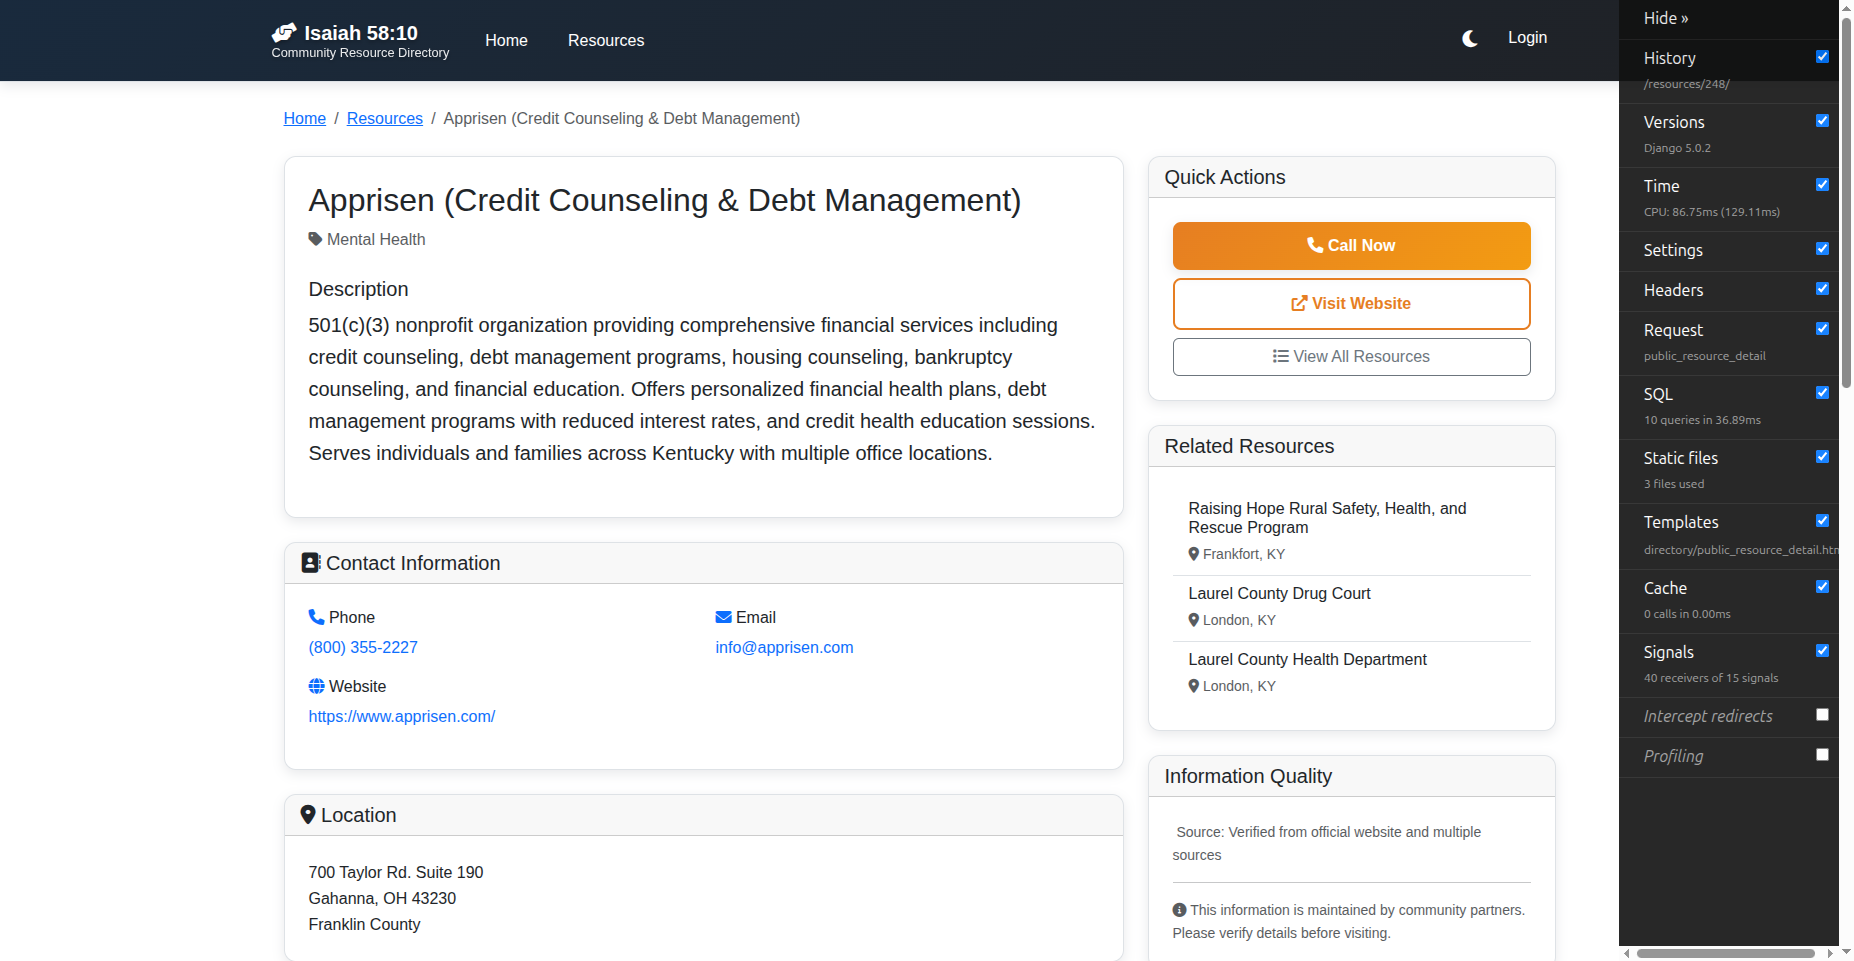 Isaiah 58:10
Community Resource Directory
Home
Resources
Login
Home / Resources / Apprisen (Credit Counseling & Debt Management)
Apprisen (Credit Counseling & Debt Management)
Mental Health
Description
501(c)(3) nonprofit organization providing comprehensive financial services including
credit counseling, debt management programs, housing counseling, bankruptcy
counseling, and financial education. Offers personalized financial health plans, debt
management programs with reduced interest rates, and credit health education sessions.
Serves individuals and families across Kentucky with multiple office locations.
Contact Information
Phone
(800) 355-2227
Email
info@apprisen.com
Website
https://www.apprisen.com/
Location
700 Taylor Rd. Suite 190
Gahanna, OH 43230
Franklin County
Quick Actions
Call Now
Visit Website
View All Resources
Related Resources
Raising Hope Rural Safety, Health, and
Rescue Program
Frankfort, KY
Laurel County Drug Court
London, KY
Laurel County Health Department
London, KY
Information Quality
Source: Verified from official website and multiple
sources
This information is maintained by community partners.
Please verify details before visiting.
Hide »
History
/resources/248/
Versions
Django 5.0.2
Time
CPU: 86.75ms (129.11ms)
Settings
Headers
Request
public_resource_detail
SQL
10 queries in 36.89ms
Static files
3 files used
Templates
directory/public_resource_detail.htm
Cache
0 calls in 0.00ms
Signals
40 receivers of 15 signals
Intercept redirects
Profiling